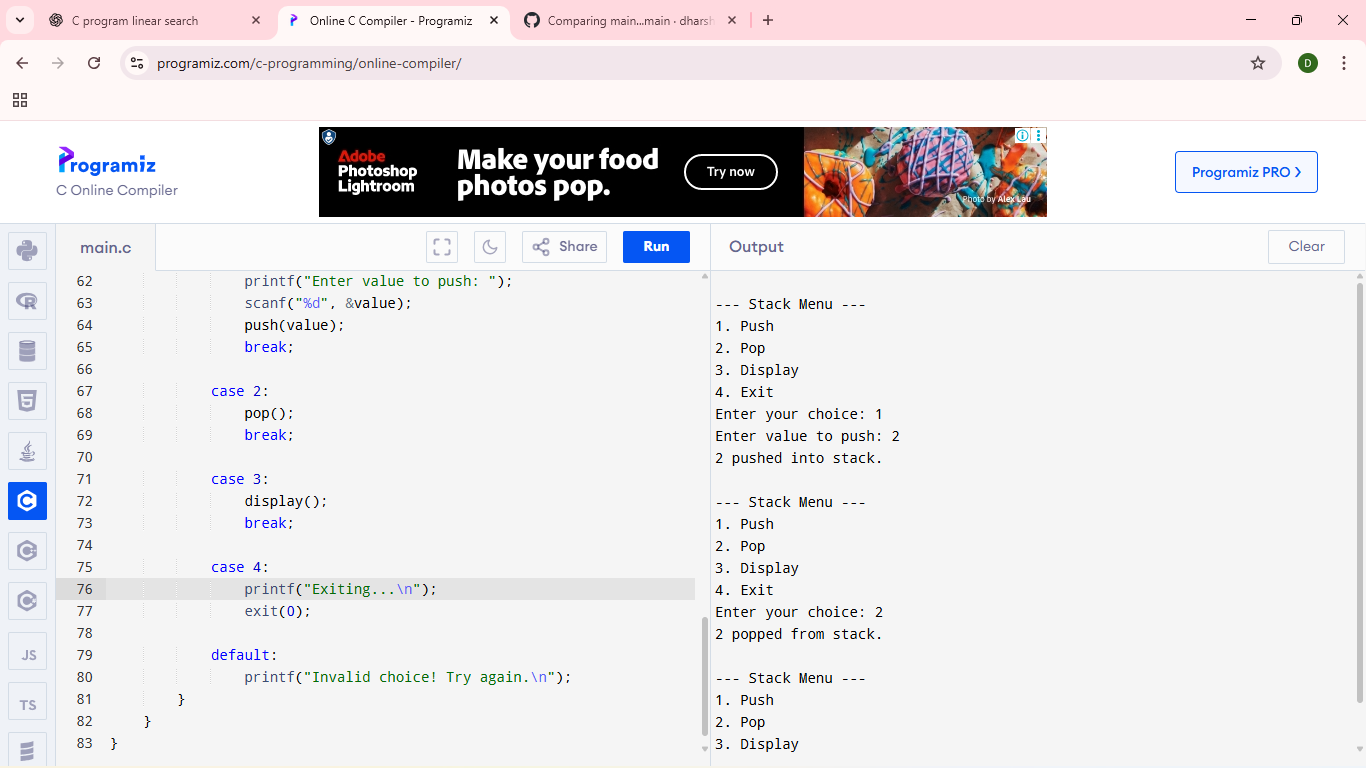 C program linear search
Online C Compiler - Programiz
Comparing main...main · dharsh
programiz.com/c-programming/online-compiler/
D
Programiz
C Online Compiler
Adobe
Photoshop
Lightroom
Make your food
photos pop.
Try now
Photo by Alex Lau
Programiz PRO
main.c
Share
Run
Output
Clear
JS
TS
62 printf("Enter value to push: ");
63 scanf("%d", &value);
64 push(value);
65 break;
66
67 case 2:
68 pop();
69 break;
70
71 case 3:
72 display();
73 break;
74
75 case 4:
76 printf("Exiting...\n");
77 exit(0);
78
79 default:
80 printf("Invalid choice! Try again.\n");
81 }
82 }
83 }
--- Stack Menu ---
1. Push
2. Pop
3. Display
4. Exit
Enter your choice: 1
Enter value to push: 2
2 pushed into stack.
--- Stack Menu ---
1. Push
2. Pop
3. Display
4. Exit
Enter your choice: 2
2 popped from stack.
--- Stack Menu ---
1. Push
2. Pop
3. Display